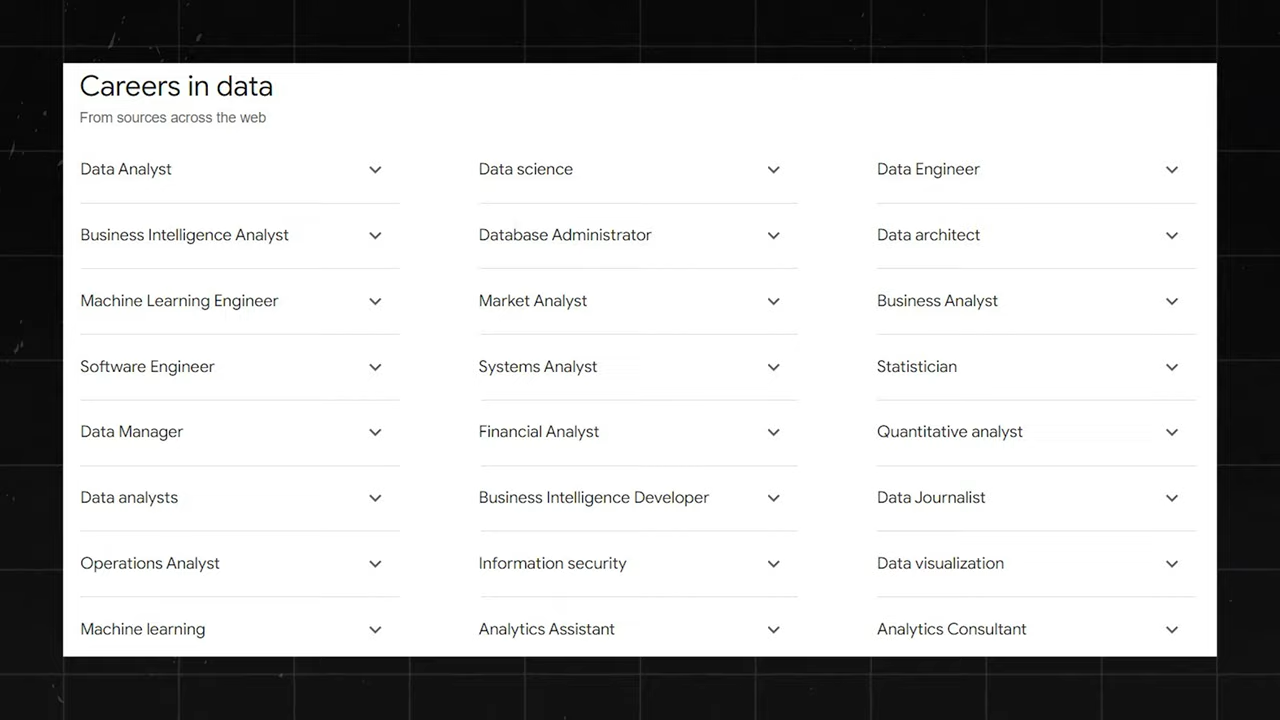 Careers in data
From sources across the web
Data Analyst
Data science
Data Engineer
Business Intelligence Analyst
Database Administrator
Data architect
Machine Learning Engineer
Market Analyst
Business Analyst
Software Engineer
Systems Analyst
Statistician
Data Manager
Financial Analyst
Quantitative analyst
Data analysts
Business Intelligence Developer
Data Journalist
Operations Analyst
Information security
Data visualization
Machine learning
Analytics Assistant
Analytics Consultant